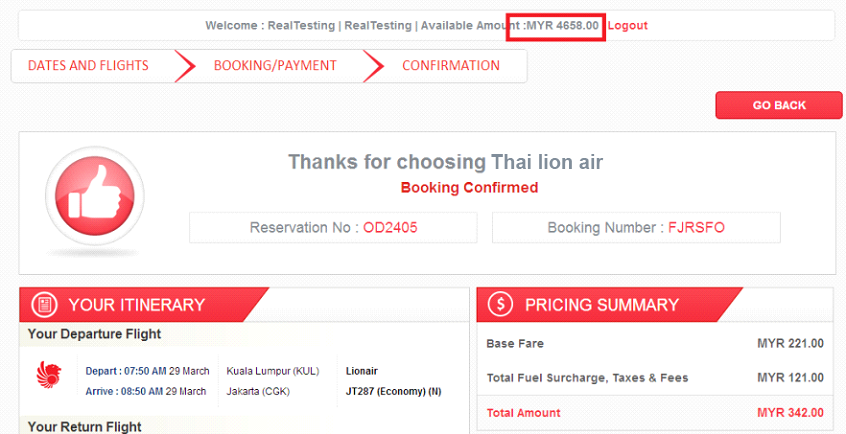 Welcome : RealTesting | RealTesting | Available Amount :MYR 4658.00 Logout
DATES AND FLIGHTS BOOKING/PAYMENT CONFIRMATION
GO BACK
Thanks for choosing Thai lion air
Booking Confirmed
Reservation No : OD2405 Booking Number : FJRSFO
YOUR ITINERARY
Your Departure Flight
Depart : 07:50 AM 29 March Kuala Lumpur (KUL) Lionair
Arrive : 08:50 AM 29 March Jakarta (CGK) JT287 (Economy) (N)
Your Return Flight
$ PRICING SUMMARY
Base Fare MYR 221.00
Total Fuel Surcharge, Taxes & Fees MYR 121.00
Total Amount MYR 342.00